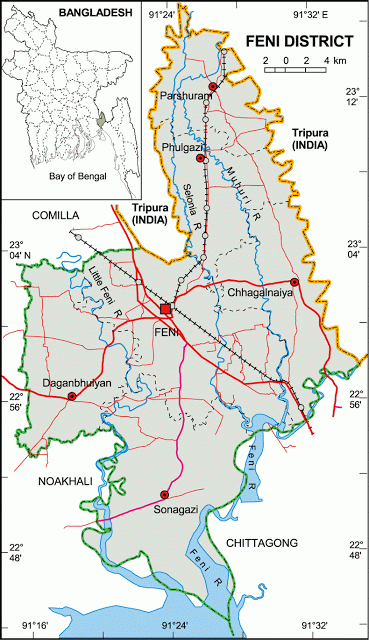 91°24'
91°32' E
BANGLADESH
Bay of Bengal
FENI DISTRICT
2 0 2 4 km
Parshuram
23°
12'
Tripura
(INDIA)
Phulgazi
Muhuri R
Selonia R
Tripura
(INDIA)
COMILLA
23°
04' N
23°
04'
Little Feni R
Chhagalnaiya
FENI
Daganbhuiyan
22°
56'
22°
56'
Feni R
NOAKHALI
Sonagazi
CHITTAGONG
22°
48'
22°
48'
Feni R
91°16'
91°24'
91°32'